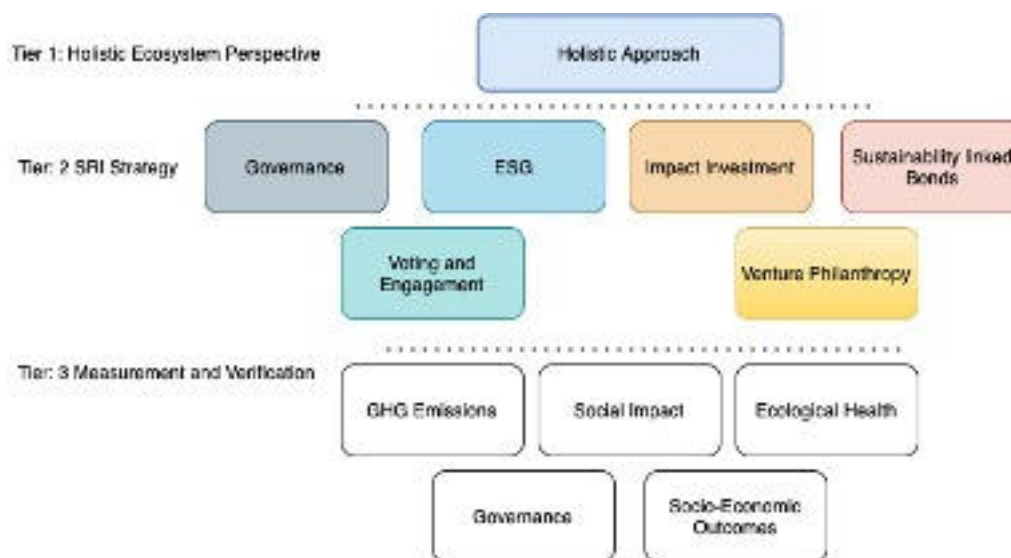 Tier 1: Holistic Ecosystem Perspective
Holistic Approach
Tier: 2 SRI Strategy
Governance
ESG
Impact Investment
Sustainability linked
Bonds
Voting and
Engagement
Venture Philanthropy
Tier: 3 Measurement and Verification
GHG Emissions
Social Impact
Ecological Health
Governance
Socio-Economic
Outcomes